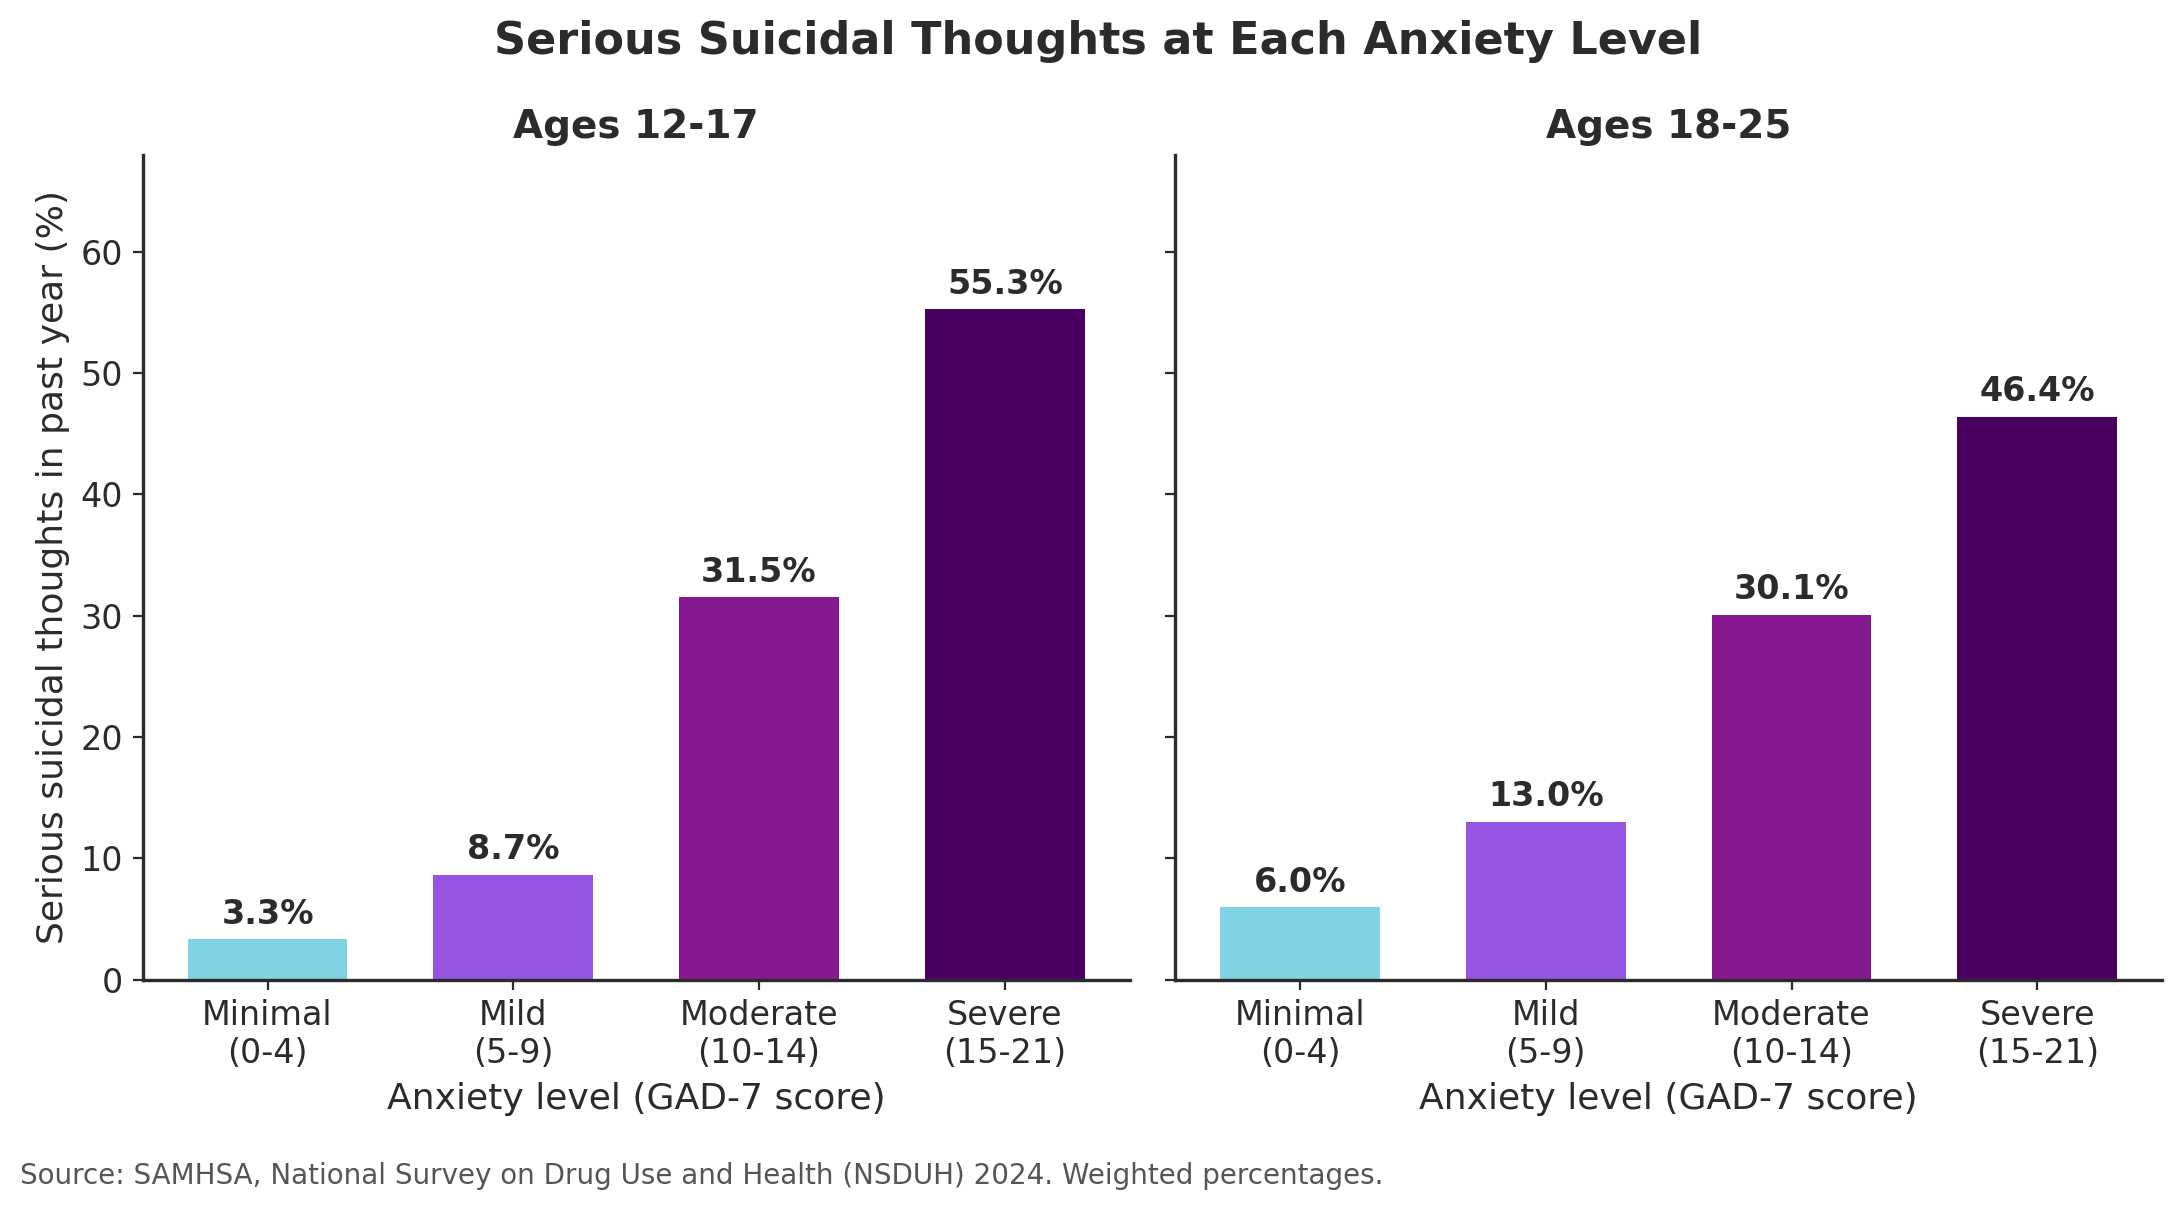 Serious Suicidal Thoughts at Each Anxiety Level
Ages 12-17
Serious suicidal thoughts in past year (%)
60
50
40
30
20
10
0
3.3%
8.7%
31.5%
55.3%
Minimal
(0-4)
Mild
(5-9)
Moderate
(10-14)
Severe
(15-21)
Anxiety level (GAD-7 score)
Ages 18-25
6.0%
13.0%
30.1%
46.4%
Minimal
(0-4)
Mild
(5-9)
Moderate
(10-14)
Severe
(15-21)
Anxiety level (GAD-7 score)
Source: SAMHSA, National Survey on Drug Use and Health (NSDUH) 2024. Weighted percentages.